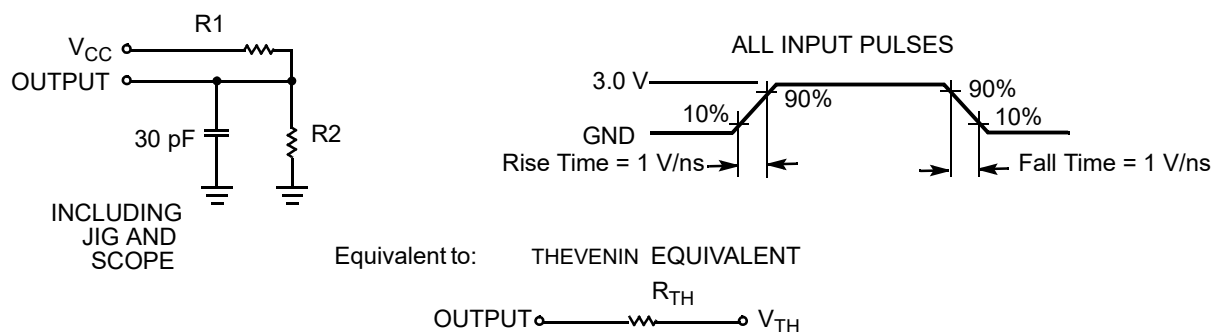 R1
V_CC
OUTPUT
30 pF
R2
INCLUDING
JIG AND
SCOPE
ALL INPUT PULSES
3.0 V
10%
90%
90%
10%
GND
Rise Time = 1 V/ns
Fall Time = 1 V/ns
Equivalent to: THEVENIN EQUIVALENT
R_TH
OUTPUT
V_TH